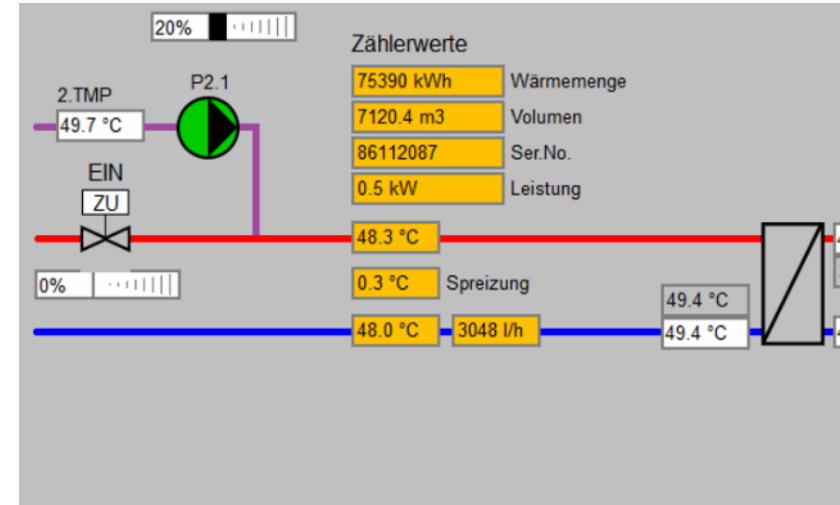 20%
Zählerwerte
P2.1
2.TMP
49.7 °C
75390 kWh Wärmemenge
7120.4 m3 Volumen
86112087 Ser.No.
0.5 kW Leistung
EIN
ZU
48.3 °C
0%
0.3 °C Spreizung
49.4 °C
48.0 °C 3048 l/h 49.4 °C